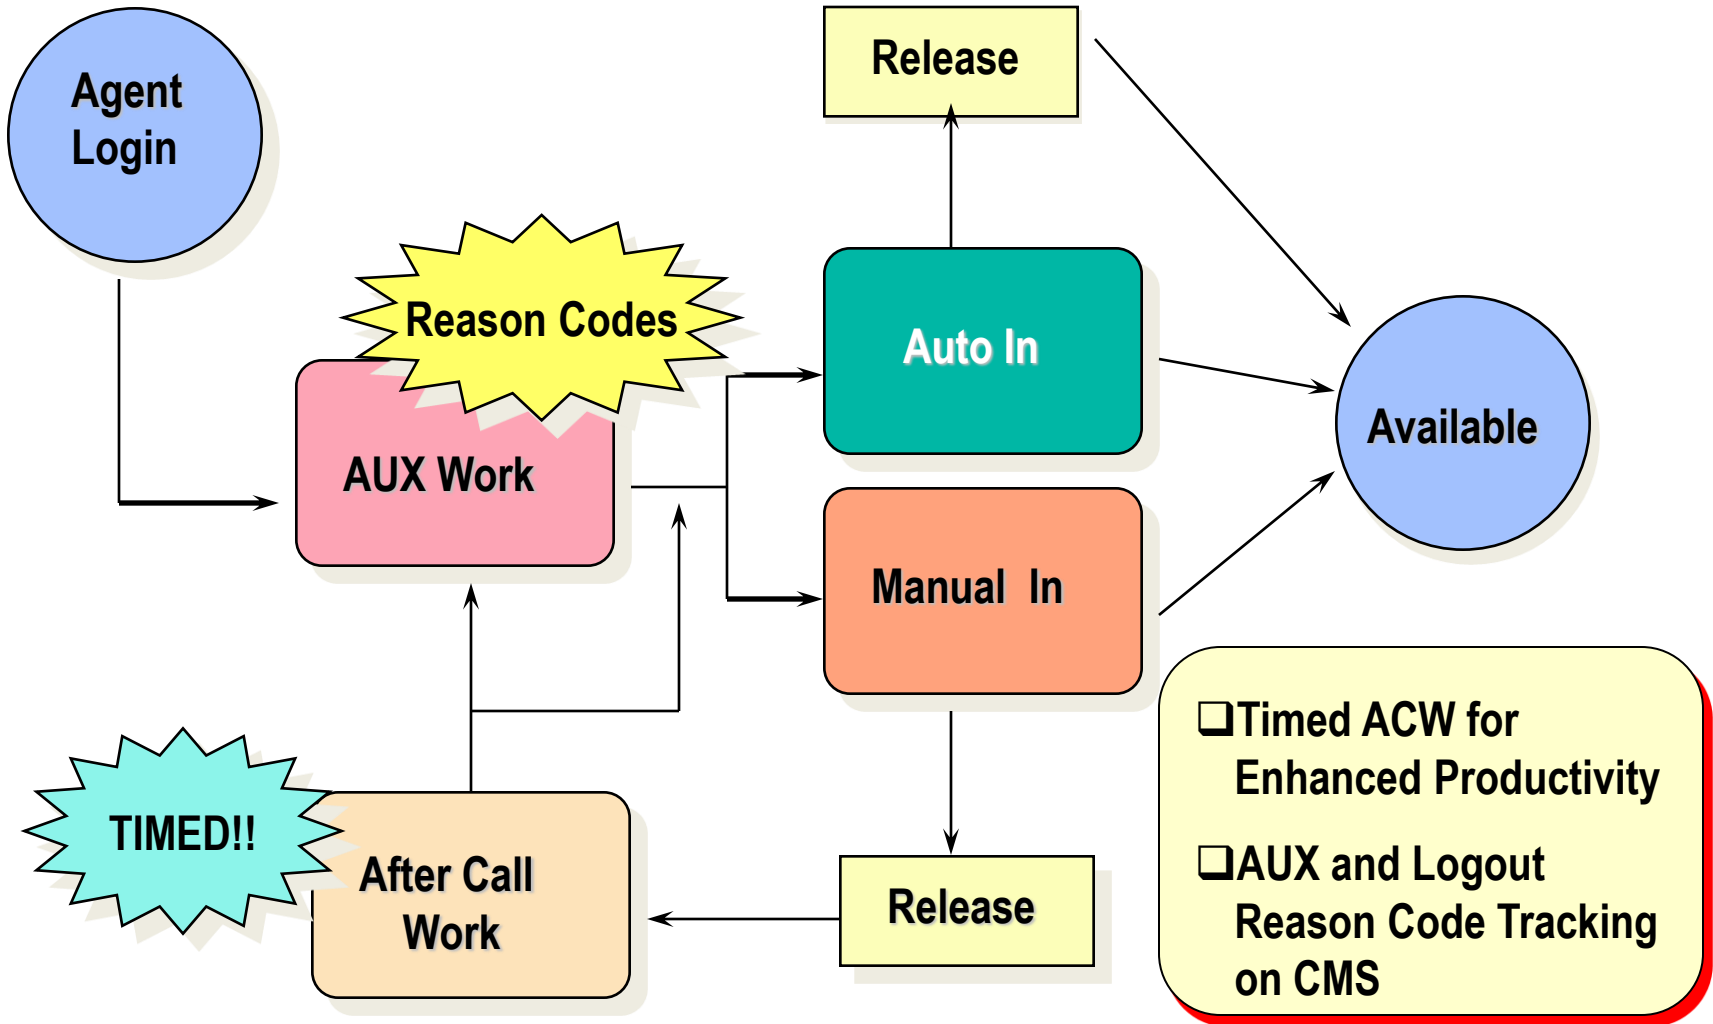 Agent
Login
Release
Reason Codes
Auto In
AUX Work
Available
Manual  In
TIMED!!
After Call
Work
Release
❑Timed ACW for
Enhanced Productivity
❑AUX and Logout
Reason Code Tracking
on CMS